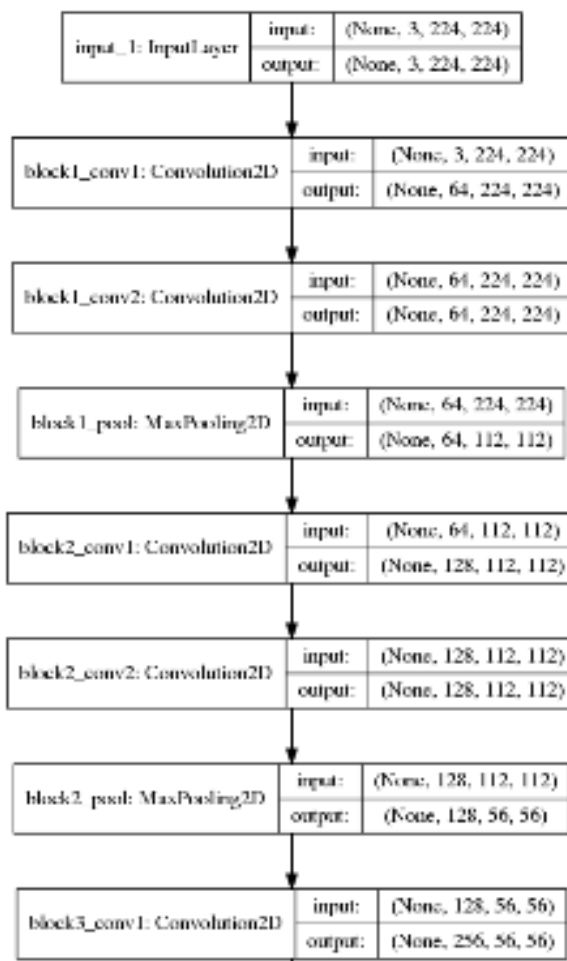 input_1: InputLayer
input: (None, 3, 224, 224)
output: (None, 3, 224, 224)
block1_conv1: Convolution2D
input: (None, 3, 224, 224)
output: (None, 64, 224, 224)
block1_conv2: Convolution2D
input: (None, 64, 224, 224)
output: (None, 64, 224, 224)
block1_pool: MaxPooling2D
input: (None, 64, 224, 224)
output: (None, 64, 112, 112)
block2_conv1: Convolution2D
input: (None, 64, 112, 112)
output: (None, 128, 112, 112)
block2_conv2: Convolution2D
input: (None, 128, 112, 112)
output: (None, 128, 112, 112)
block2_pool: MaxPooling2D
input: (None, 128, 112, 112)
output: (None, 128, 56, 56)
block3_conv1: Convolution2D
input: (None, 128, 56, 56)
output: (None, 256, 56, 56)